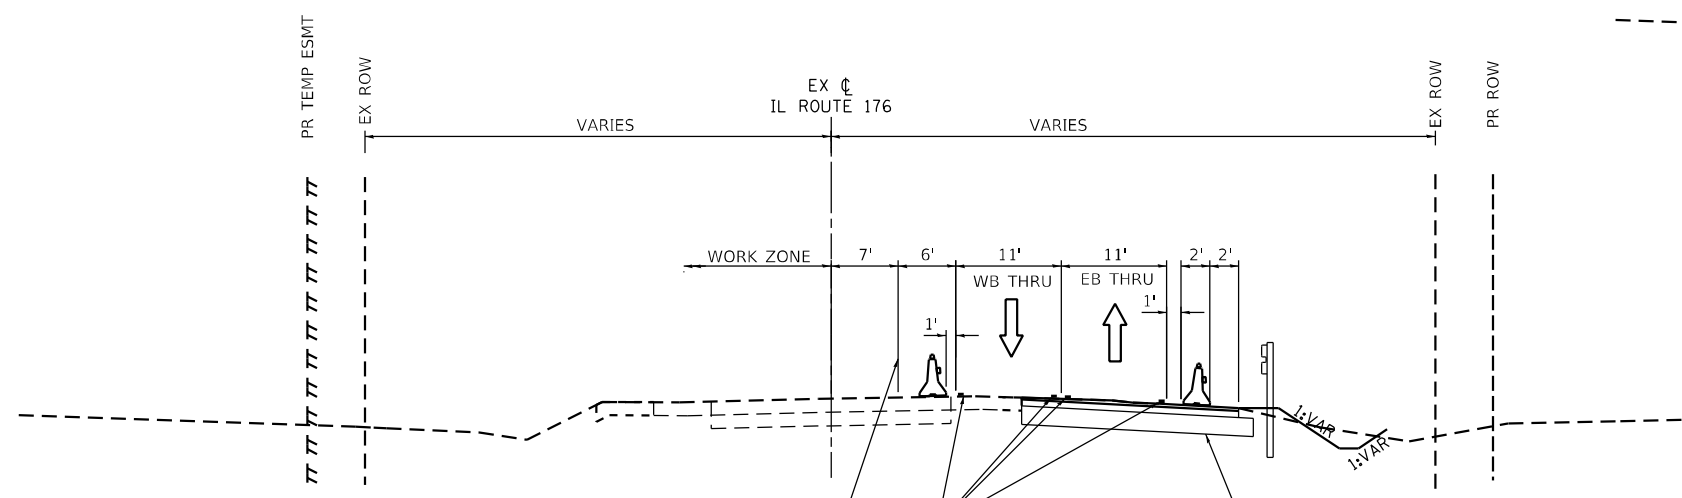 PR TEMP ESMT
EX ROW
EX ℄
IL ROUTE 176
EX ROW
PR ROW
VARIES
VARIES
WORK ZONE
7'
6'
11'
11'
2'
2'
WB THRU
EB THRU
1'
1'
1:VAR
1:VAR